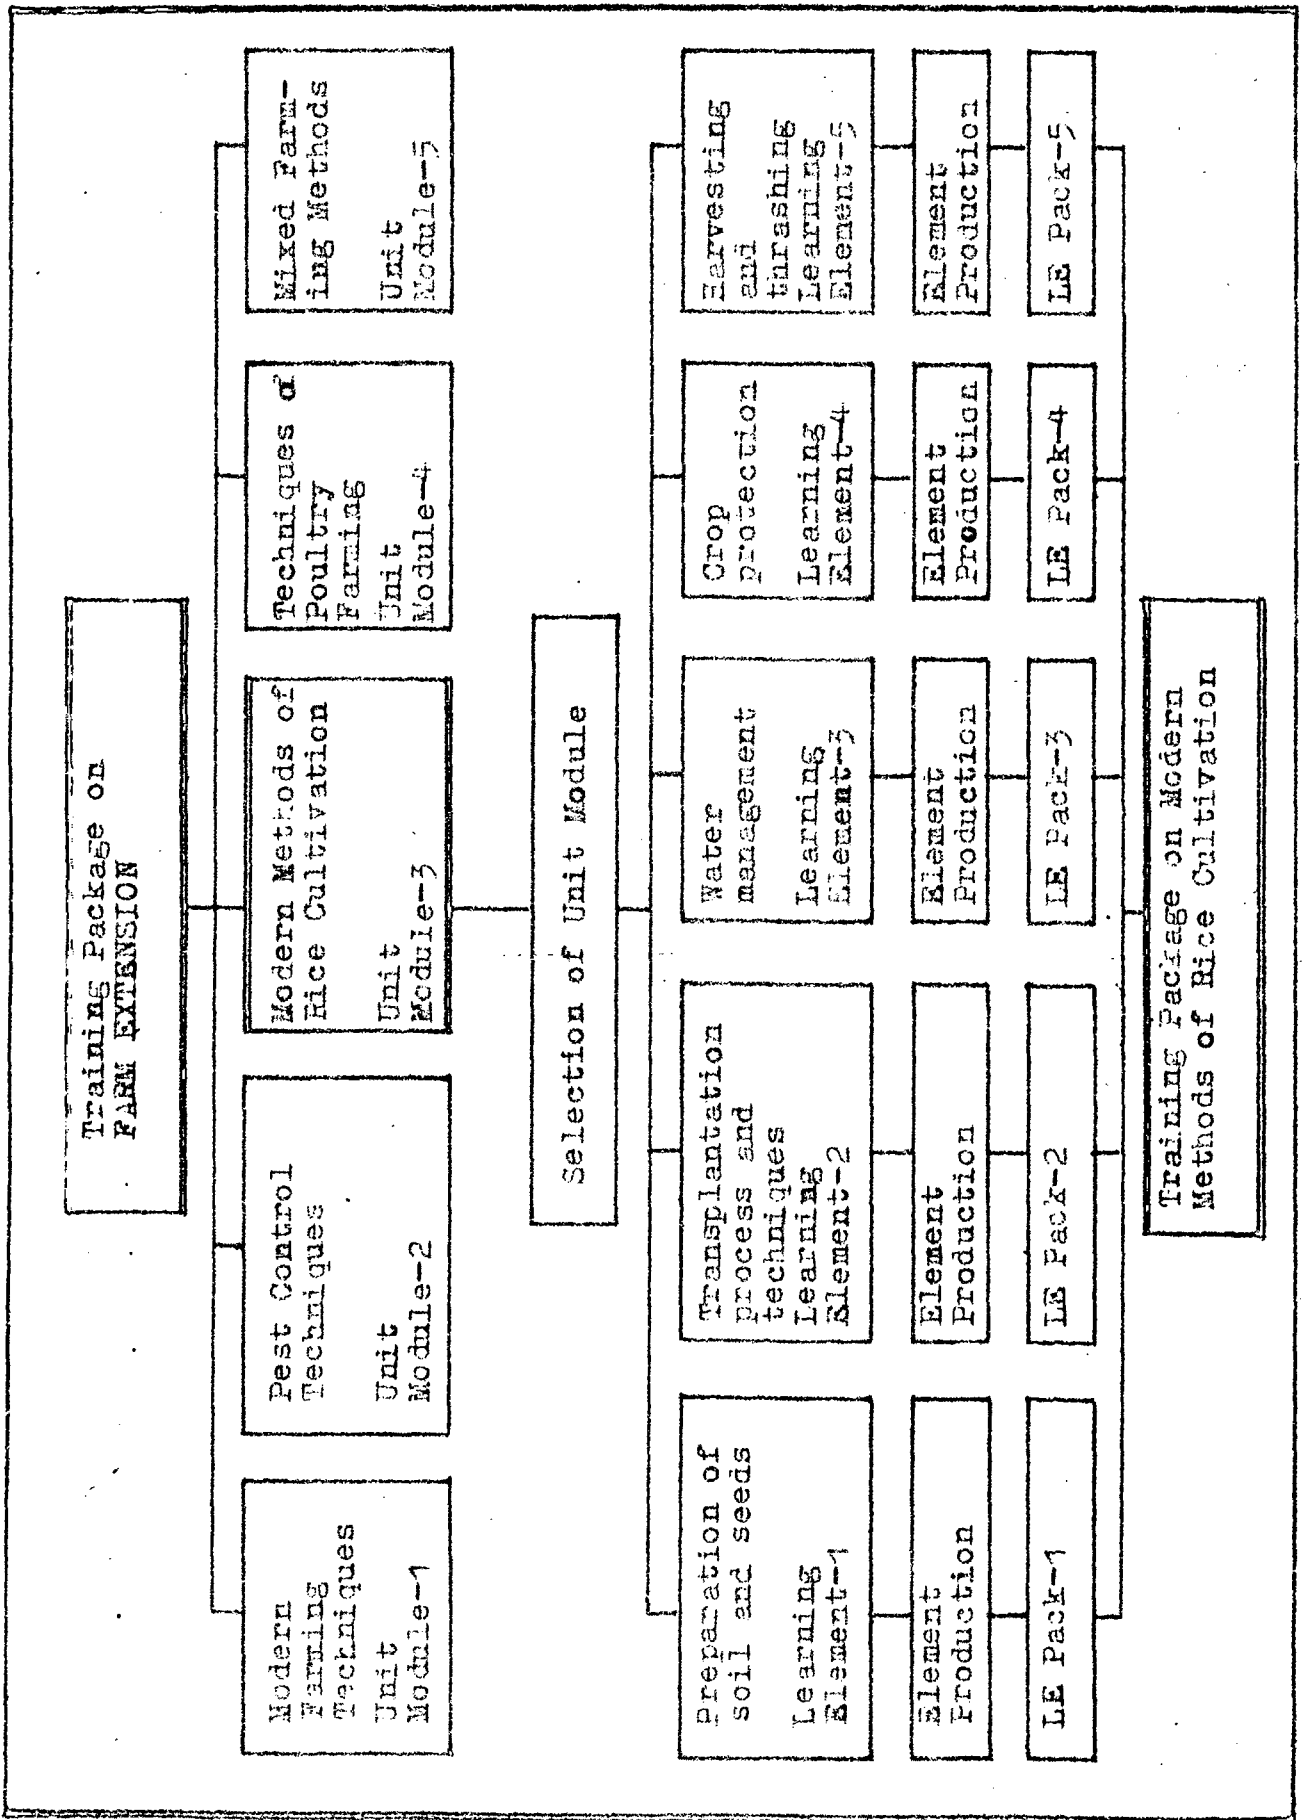 Training Package on
FARM EXTENSION
Modern
Farming
Techniques
Unit
Module-1
Pest Control
Techniques
Unit
Module-2
Modern Methods of
Rice Cultivation
Unit
Module-3
Techniques of
Poultry
Farming
Unit
Module-4
Mixed Farm-
ing Methods
Unit
Module-5
Selection of Unit Module
Preparation of
soil and seeds
Learning
Element-1
Transplantation
process and
techniques
Learning
Element-2
Water
management
Learning
Element-3
Crop
protection
Learning
Element-4
Harvesting
and
thrashing
Learning
Element-5
Element
Production
Element
Production
Element
Production
Element
Production
Element
Production
LE Pack-1
LE Pack-2
LE Pack-3
LE Pack-4
LE Pack-5
Training Package on Modern
Methods of Rice Cultivation